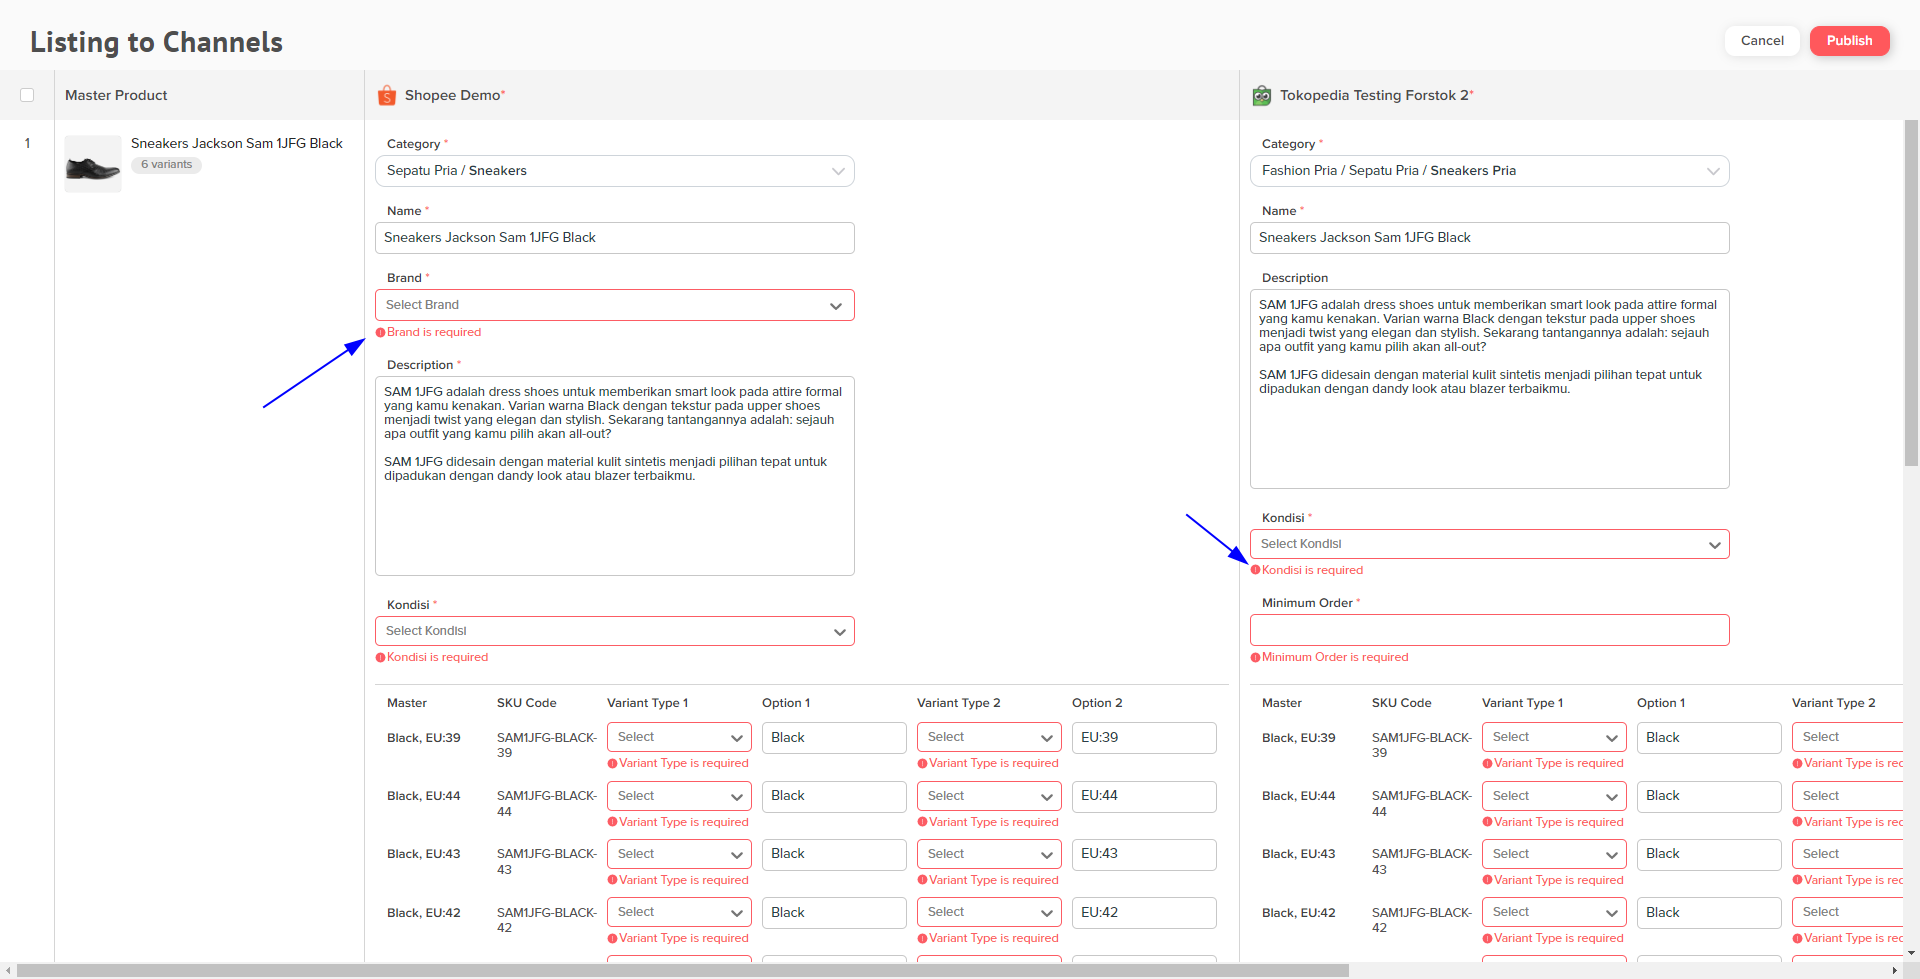 Listing to Channels
Cancel
Publish
Master Product
Shopee Demo*
Tokopedia Testing Forstok 2*
1
Sneakers Jackson Sam 1JFG Black
6 variants
Category *
Sepatu Pria / Sneakers
Name *
Sneakers Jackson Sam 1JFG Black
Brand *
Select Brand
Brand is required
Description *
SAM 1JFG adalah dress shoes untuk memberikan smart look pada attire formal
yang kamu kenakan. Varian warna Black dengan tekstur pada upper shoes
menjadi twist yang elegan dan stylish. Sekarang tantangannya adalah: sejauh
apa outfit yang kamu pilih akan all-out?
SAM 1JFG didesain dengan material kulit sintetis menjadi pilihan tepat untuk
dipadukan dengan dandy look atau blazer terbaikmu.
Kondisi *
Select Kondisi
Kondisi is required
Master SKU Code Variant Type 1 Option 1 Variant Type 2 Option 2
Black, EU:39 SAM1JFG-BLACK- Select Black Select EU:39
39
Variant Type is required Variant Type is required
Black, EU:44 SAM1JFG-BLACK- Select Black Select EU:44
44
Variant Type is required Variant Type is required
Black, EU:43 SAM1JFG-BLACK- Select Black Select EU:43
43
Variant Type is required Variant Type is required
Black, EU:42 SAM1JFG-BLACK- Select Black Select EU:42
42
Variant Type is required Variant Type is required
Category *
Fashion Pria / Sepatu Pria / Sneakers Pria
Name *
Sneakers Jackson Sam 1JFG Black
Description
SAM 1JFG adalah dress shoes untuk memberikan smart look pada attire formal
yang kamu kenakan. Varian warna Black dengan tekstur pada upper shoes
menjadi twist yang elegan dan stylish. Sekarang tantangannya adalah: sejauh
apa outfit yang kamu pilih akan all-out?
SAM 1JFG didesain dengan material kulit sintetis menjadi pilihan tepat untuk
dipadukan dengan dandy look atau blazer terbaikmu.
Kondisi *
Select Kondisi
Kondisi is required
Minimum Order *
Minimum Order is required
Master SKU Code Variant Type 1 Option 1 Variant Type 2
Black, EU:39 SAM1JFG-BLACK- Select Black Select
39
Variant Type is required Variant Type is rec
Black, EU:44 SAM1JFG-BLACK- Select Black Select
44
Variant Type is required Variant Type is rec
Black, EU:43 SAM1JFG-BLACK- Select Black Select
43
Variant Type is required Variant Type is rec
Black, EU:42 SAM1JFG-BLACK- Select Black Select
42
Variant Type is required Variant Type is rec